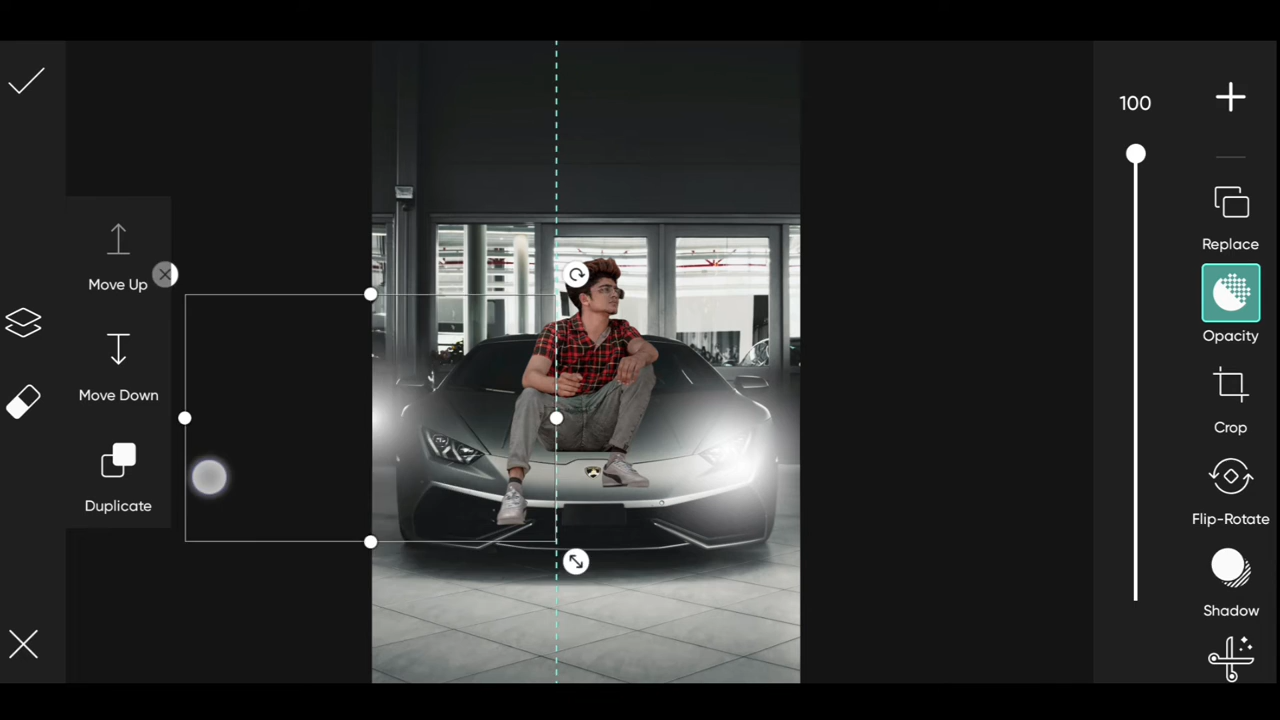 Move Up
Move Down
Duplicate
100
Replace
Opacity
Crop
Flip-Rotate
Shadow